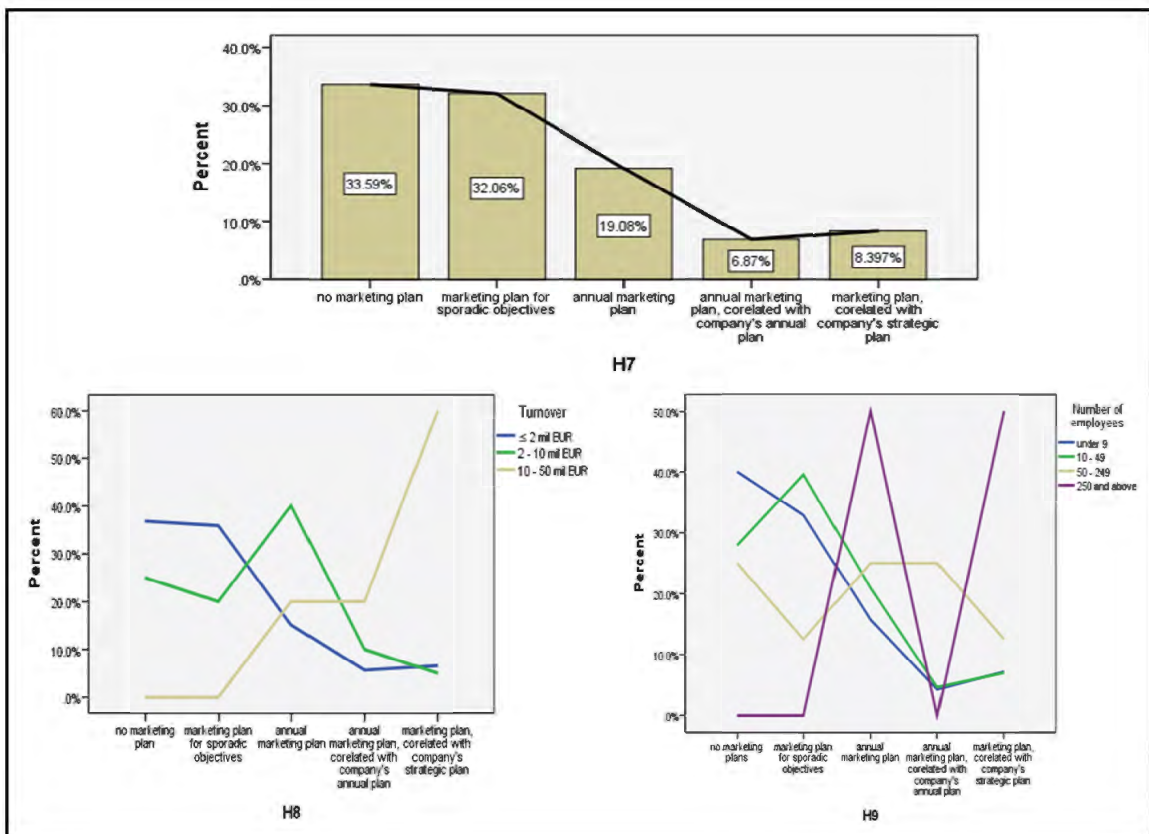 40.0%
30.0%
20.0%
10.0%
.0%
Percent
33.59%
32.06%
19.08%
6.87%
8.397%
no marketing plan
marketing plan for
sporadic objectives
annual marketing
plan
annual marketing
plan, corelated with
company's annual
plan
marketing plan,
corelated with
company's strategic
plan
H7
60.0%
50.0%
40.0%
30.0%
20.0%
10.0%
.0%
Percent
Turnover
≤ 2 mil EUR
2 - 10 mil EUR
10 - 50 mil EUR
no marketing
plan
marketing plan
for sporadic
objectives
annual
marketing plan
annual
marketing plan,
corelated with
company's
annual plan
marketing plan,
corelated with
company's
strategic plan
H8
50.0%
40.0%
30.0%
20.0%
10.0%
.0%
Percent
Number of
employees
under 9
10 - 49
50 - 249
250 and above
no marketing
plans
marketing plan
for sporadic
objectives
annual
marketing plan
annual
marketing plan,
corelated with
company's
annual plan
marketing plan,
corelated with
company's
strategic plan
H9